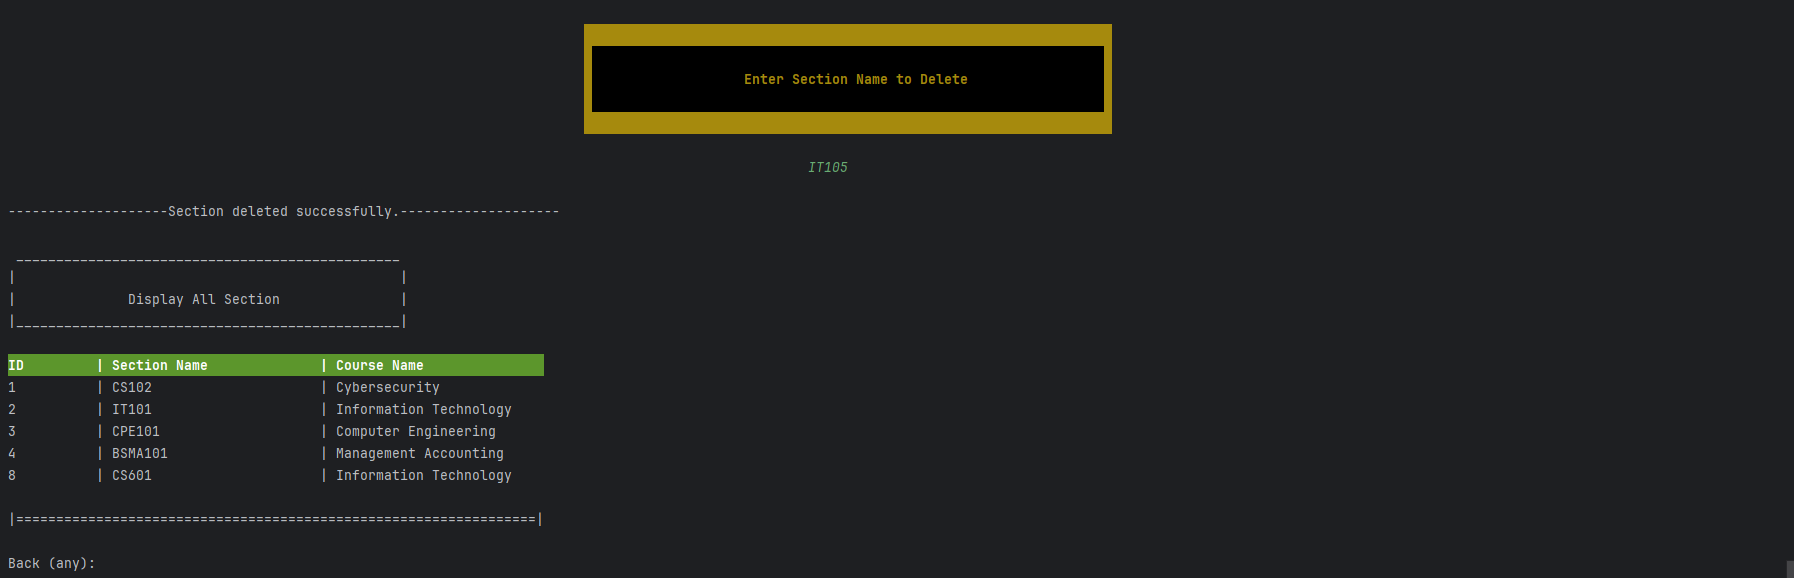 Enter Section Name to Delete
IT105
--------------------Section deleted successfully.--------------------
 ________________________________________________
|                                                |
|              Display All Section               |
|________________________________________________|
ID         | Section Name              | Course Name
1          | CS102                     | Cybersecurity
2          | IT101                     | Information Technology
3          | CPE101                    | Computer Engineering
4          | BSMA101                   | Management Accounting
8          | CS601                     | Information Technology
|=================================================================|
Back (any):